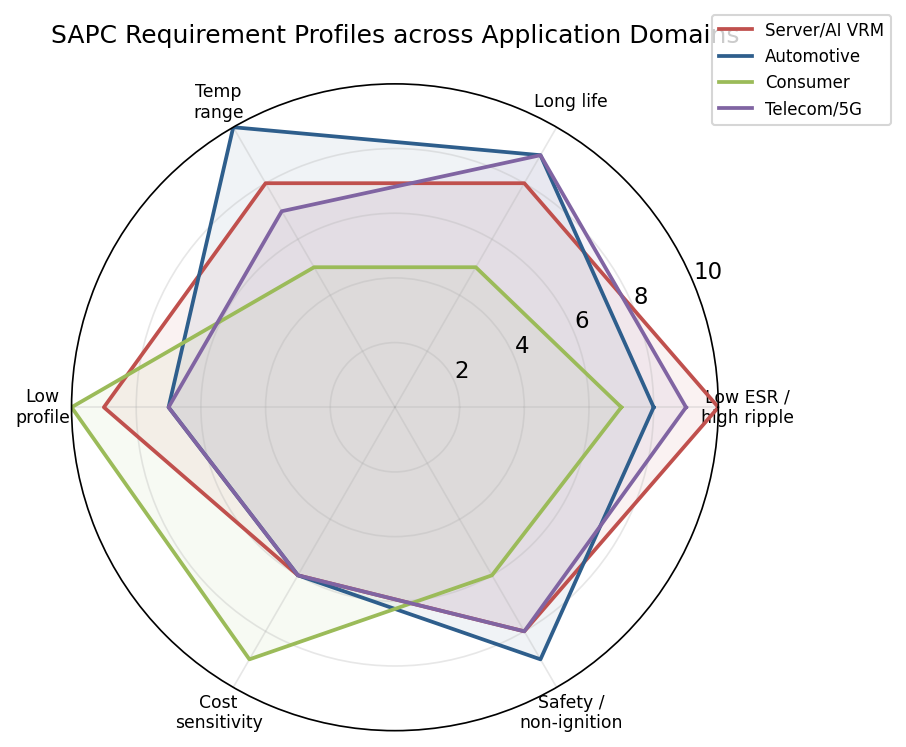 SAPC Requirement Profiles across Application Domains
Server/AI VRM
Automotive
Consumer
Telecom/5G
Temp
range
Long life
10
8
6
4
2
Low
profile
Low ESR /
high ripple
Cost
sensitivity
Safety /
non-ignition